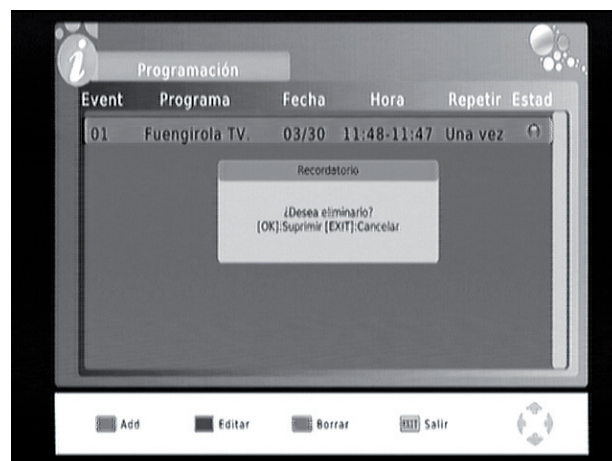 i
Programación
Event Programa Fecha Hora Repetir Estad
01 Fuengirola TV. 03/30 11:48-11:47 Una vez
Recordatorio
¿Desea eliminario?
[OK]:Suprimir [EXIT]:Cancelar
Add Editar Borrar EXIT Salir